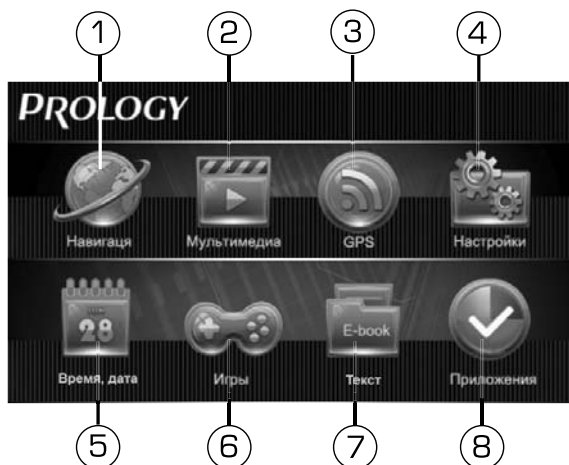 1 2 3 4
PROLOGY
Навигаця Мультимедиа GPS Настройки
28 E-book
Время, дата Игры Текст Приложения
5 6 7 8